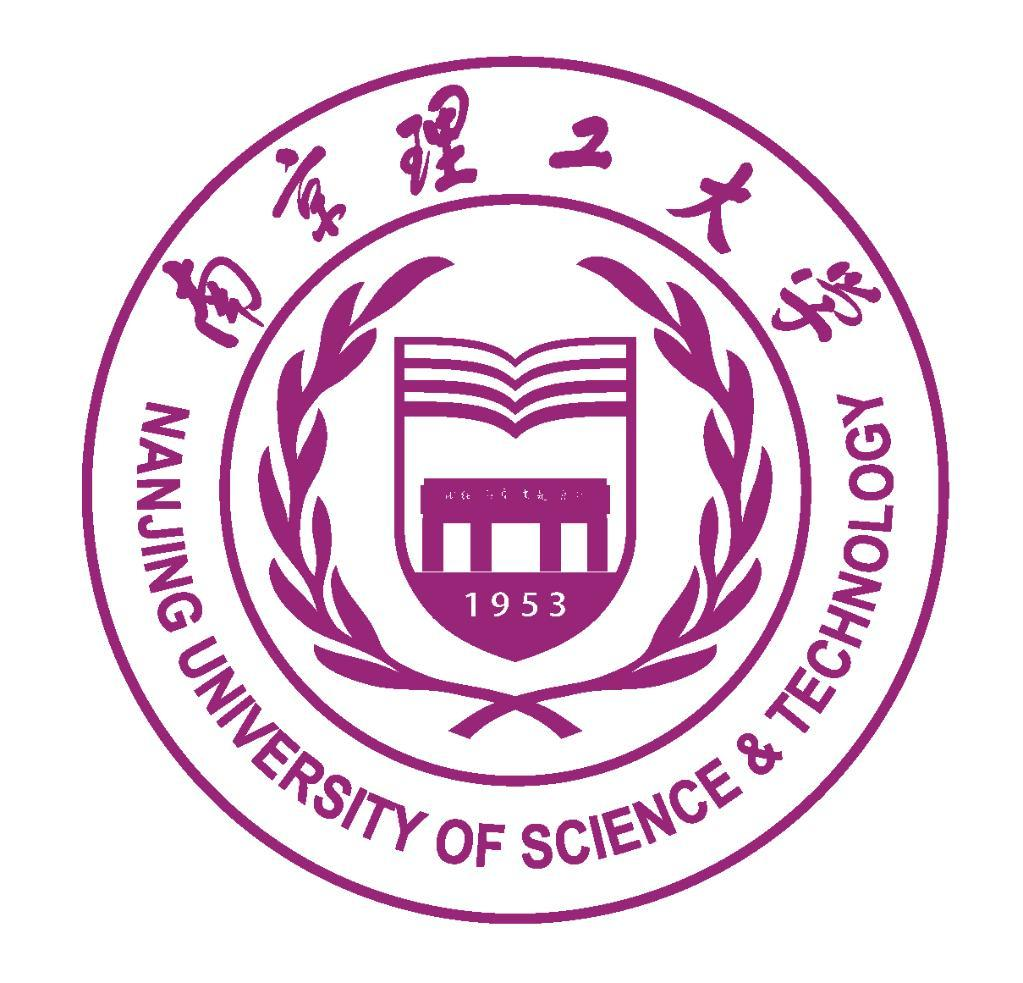 南京理工大学
1953
NANJING UNIVERSITY OF SCIENCE & TECHNOLOGY